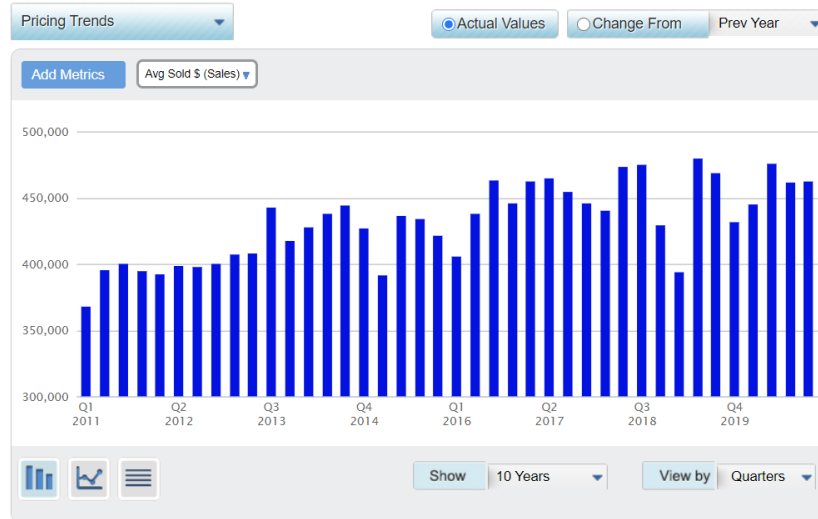 Pricing Trends
Actual Values Change From Prev Year
Add Metrics Avg Sold $ (Sales)
500,000
450,000
400,000
350,000
300,000
Q1 Q2 Q3 Q4 Q1 Q2 Q3 Q4
2011 2012 2013 2014 2016 2017 2018 2019
Show 10 Years View by Quarters